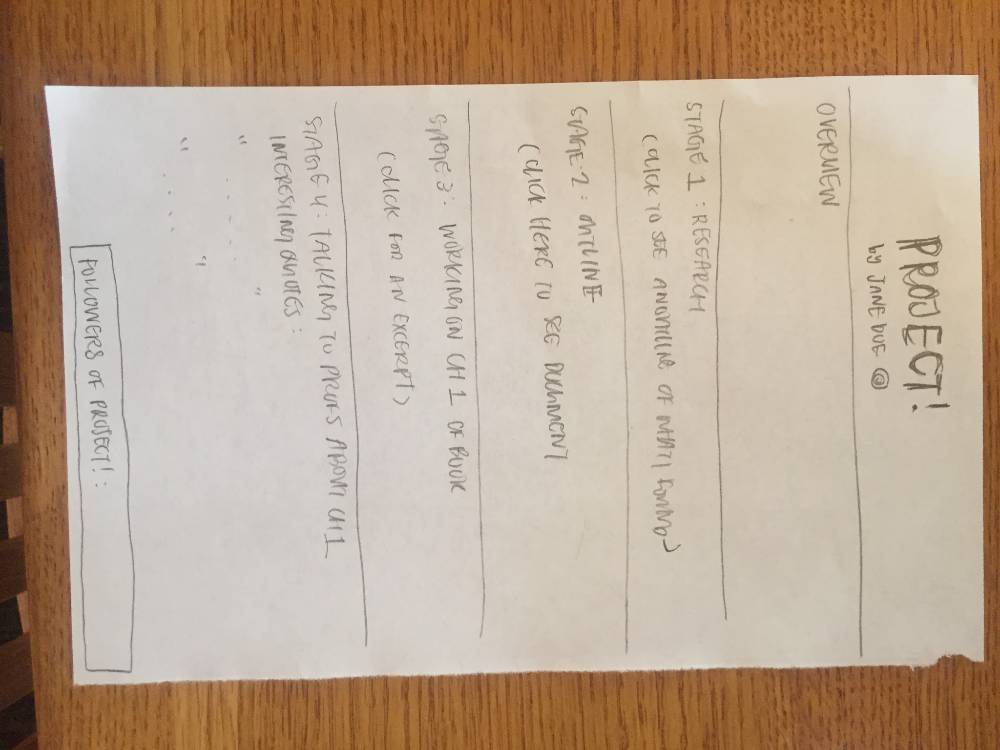 PROJECT!
by JANE DOE
OVERVIEW
STAGE 1 : RESEARCH
(CLICK TO SEE AN OUTLINE OF WHAT I FOUND)
STAGE 2 : OUTLINE
(CLICK HERE TO SEE DOCUMENT
STAGE 3 : WORKING ON CH 1 OF BOOK
(CLICK FOR AN EXCERPT)
STAGE 4 : TALKING TO PROFS ABOUT CH 1
INTERESTING QUOTES :
" . . . . . "
" . . . . "
FOLLOWERS OF PROJECT! :